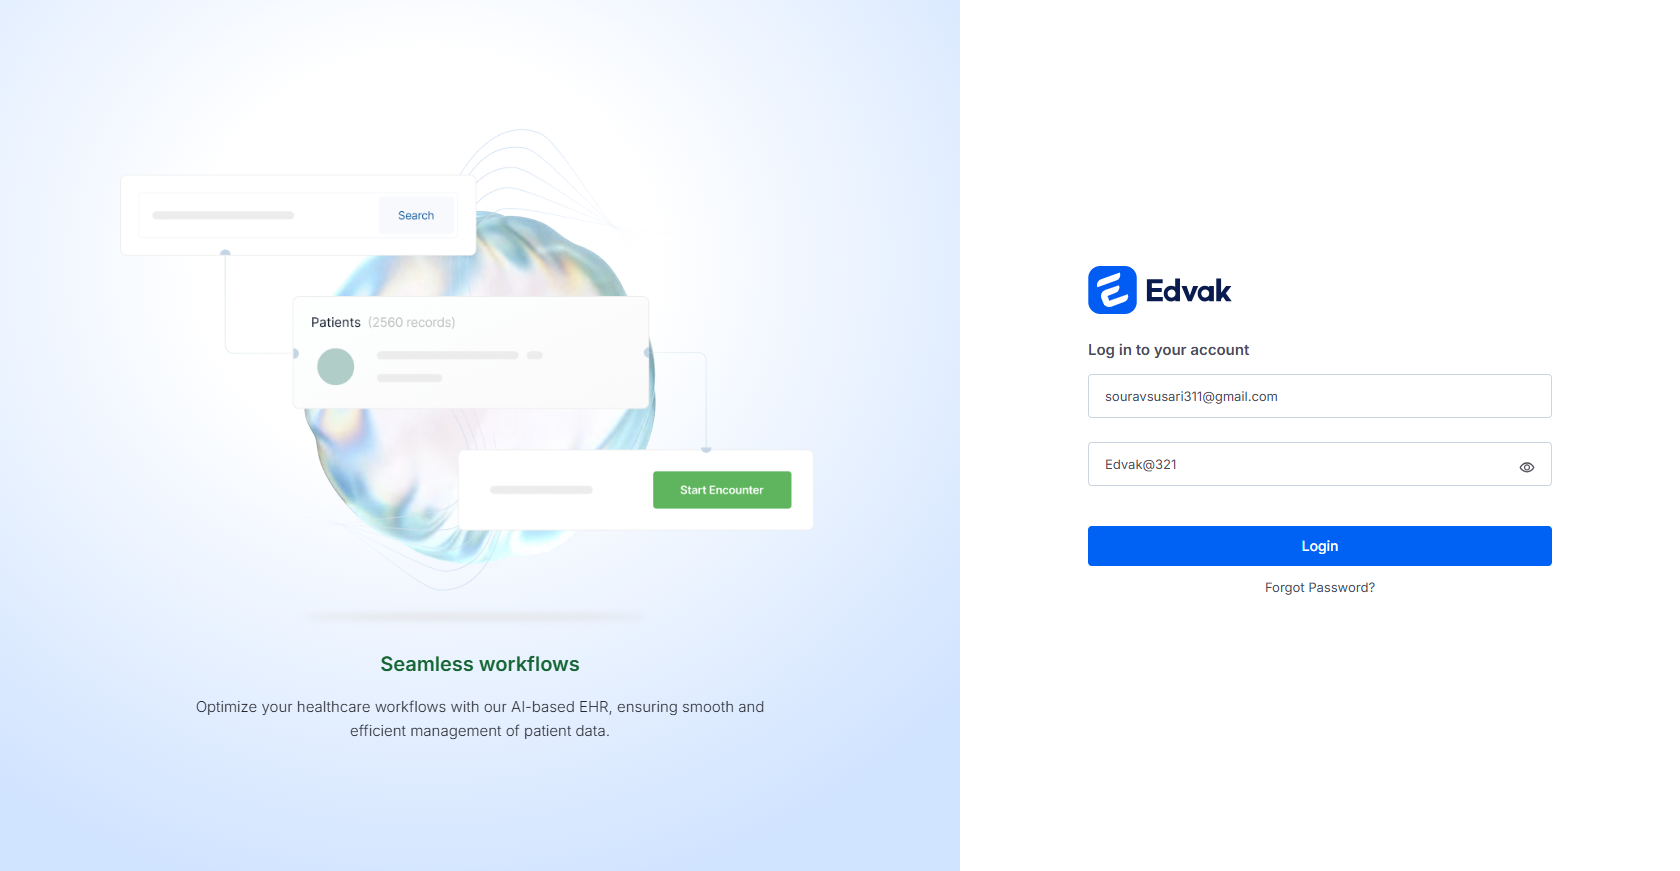 Search
Patients (2560 records)
Start Encounter
Seamless workflows
Optimize your healthcare workflows with our AI-based EHR, ensuring smooth and
efficient management of patient data.
Edvak
Log in to your account
souravsusari311@gmail.com
Edvak@321
Login
Forgot Password?